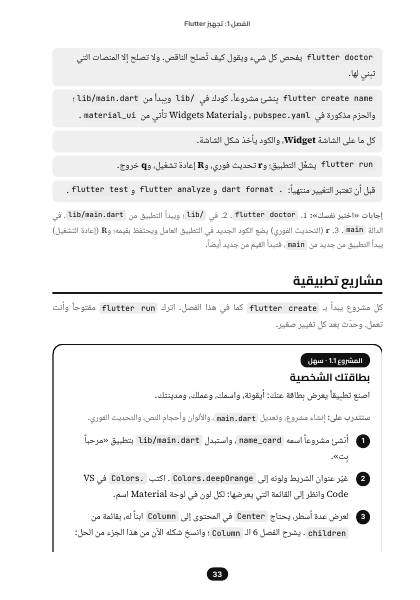 الفصل 1: تجهيز Flutter
flutter doctor يفحص كل شيء ويقول كيف تُصلح الناقص. ولا تصلح إلا المنصات التي
تبني لها.
flutter create name ينشئ مشروعاً. كودك في lib/ ويبدأ من lib/main.dart؛
والحزم مذكورة في pubspec.yaml، وMaterial Widgets تأتي من material_ui.
كل ما على الشاشة Widget، والكود يأخذ شكل الشاشة.
flutter run يشغّل التطبيق؛ و r تحديث فوري، و R إعادة تشغيل، و q خروج.
قبل أن تعتبر التغيير منتهياً: dart format . و flutter analyze و flutter test.
إجابات «اختبر نفسك»: 1. flutter doctor. 2. في lib/؛ ويبدأ التطبيق من lib/main.dart، في
الدالة main. 3. r (التحديث الفوري) يضع الكود الجديد في التطبيق العامل ويحتفظ بقيمه؛ و R (إعادة التشغيل)
يبدأ التطبيق من جديد من main، فتبدأ القيم من جديد أيضاً.
مشاريع تطبيقية
كل مشروع يبدأ بـ flutter create كما في هذا الفصل. اترك flutter run مفتوحاً وأنت
تعمل، وحدّث بعد كل تغيير صغير.
المشروع 1.1 · سهل
بطاقتك الشخصية
اصنع تطبيقاً يعرض بطاقة عنك: أيقونة، واسمك، وعملك، ومدينتك.
ستتدرب على: إنشاء مشروع، وتعديل main.dart، والألوان وأحجام النص، والتحديث الفوري.
1 أنشئ مشروعاً اسمه name_card، واستبدل lib/main.dart بتطبيق «مرحباً
بِت».
2 غيّر عنوان الشريط ولونه إلى Colors.deepOrange. اكتب Colors. في VS
Code وانظر إلى القائمة التي يعرضها: لكل لون في لوحة Material اسم.
3 لعرض عدة أسطر، يحتاج Center في المحتوى إلى Column ابناً له، بقائمة من
children. يشرح الفصل 6 الـ Column؛ وانسخ شكله الآن من هذا الجزء من الحل:
33